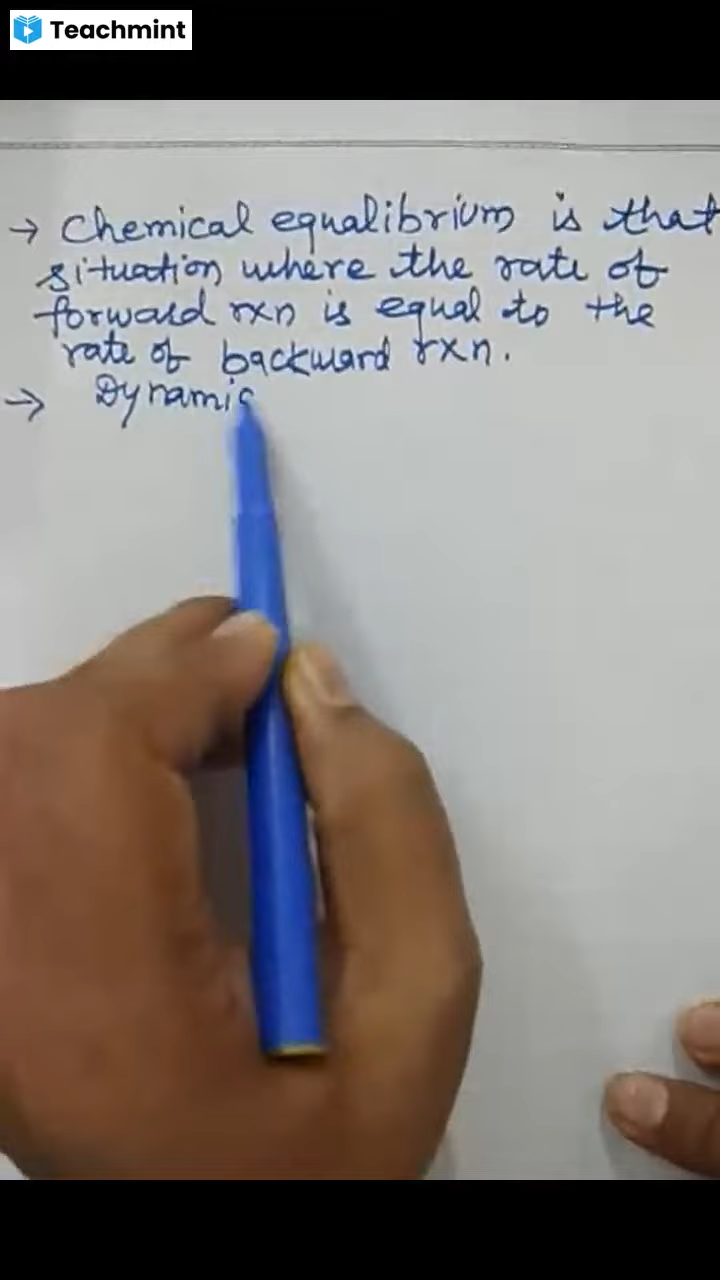 Teachmint
→ Chemical equalibrium is that
situation where the rate of
forward rxn is equal to the
rate of backward rxn.
→ Dynamic